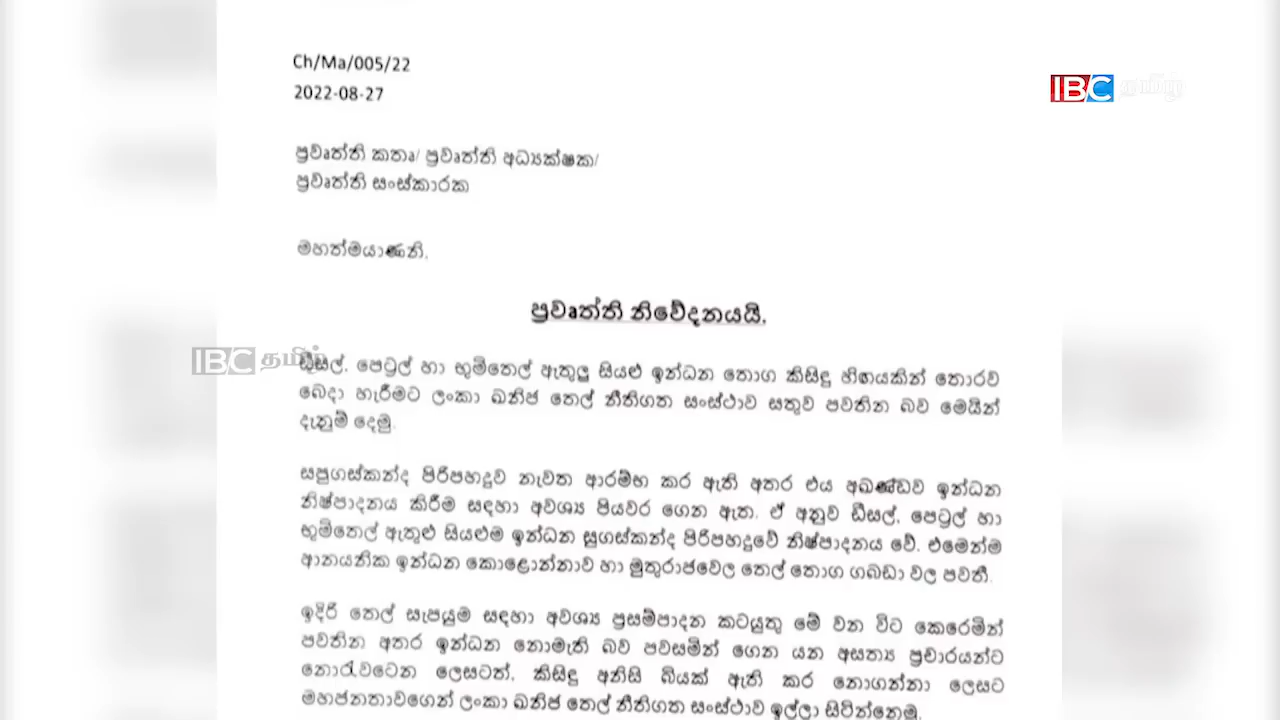 Ch/Ma/005/22
2022-08-27
IBC தமிழ்
ප්‍රවෘත්ති කතෘ/ ප්‍රවෘත්ති අධ්‍යක්ෂක/
ප්‍රවෘත්ති සංස්කාරක
මහත්මයාණනි,
ප්‍රවෘත්ති නිවේදනයයි.
IBC தமிழ்
ඩීසල්, පෙට්‍රල් හා භූමිතෙල් ඇතුලු සියළු ඉන්ධන තොග කිසිඳු හිඟයකින් තොරව
බෙදා හැරීමට ලංකා ඛනිජ තෙල් නීතිගත සංස්ථාව සතුව පවතින බව මෙයින්
දැනුම් දෙමු.
සපුගස්කන්ද පිරිපහදුව නැවත ආරම්භ කර ඇති අතර එය අඛණ්ඩව ඉන්ධන
නිෂ්පාදනය කිරීම සඳහා අවශ්‍ය පියවර ගෙන ඇත. ඒ අනුව ඩීසල්, පෙට්‍රල් හා
භූමිතෙල් ඇතුළු සියළුම ඉන්ධන සුගස්කන්ද පිරිපහදුවේ නිෂ්පාදනය වේ. එමෙන්ම
ආනයනික ඉන්ධන කොළොන්නාව හා මුතුරාජවෙල තෙල් තොග ගබඩා වල පවතී.
ඉදිරි තෙල් සැපයුම සඳහා අවශ්‍ය ප්‍රසම්පාදන කටයුතු මේ වන විට කෙරෙමින්
පවතින අතර ඉන්ධන නොමැති බව පවසමින් ගෙන යන අසත්‍ය ප්‍රචාරයන්ට
නොරැවටෙන ලෙසටත්, කිසිඳු අනිසි බියක් ඇති කර නොගන්නා ලෙසට
මහජනතාවගෙන් ලංකා ඛනිජ තෙල් නීතිගත සංස්ථාව ඉල්ලා සිටින්නෙමු.